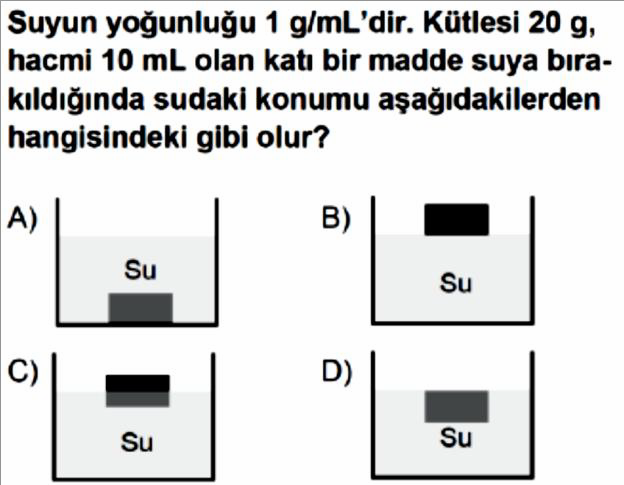 Suyun yoğunluğu 1 g/mL'dir. Kütlesi 20 g,
hacmi 10 mL olan katı bir madde suya bıra-
kıldığında sudaki konumu aşağıdakilerden
hangisindeki gibi olur?
A)
Su
B)
Su
C)
Su
D)
Su